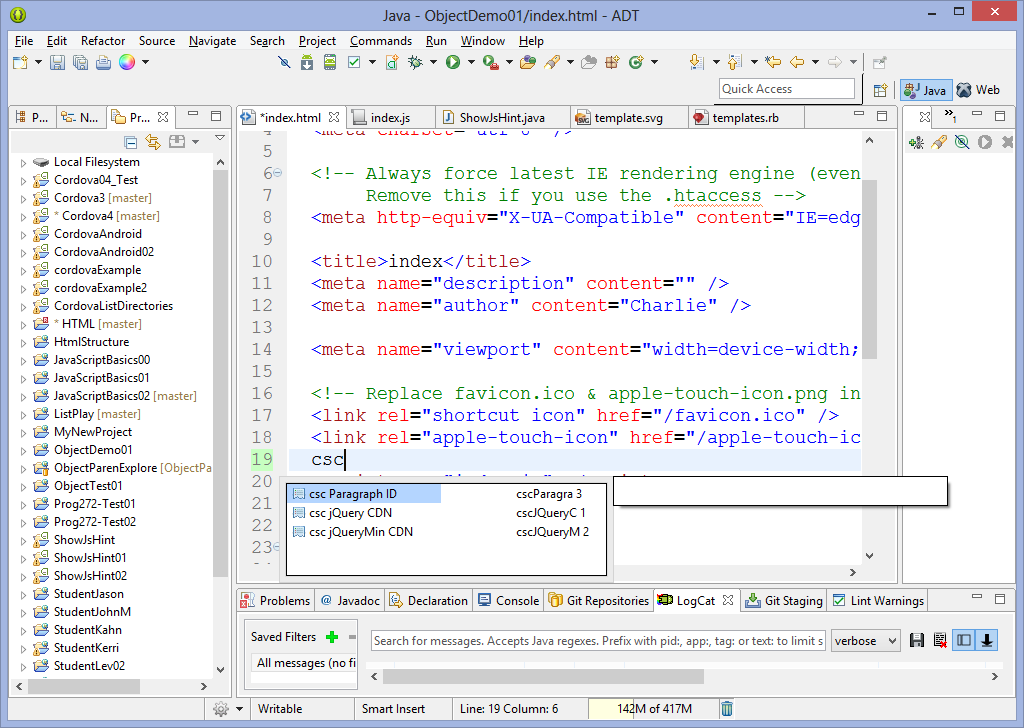 Java - ObjectDemo01/index.html - ADT
File Edit Refactor Source Navigate Search Project Commands Run Window Help
Quick Access
Java
Web
P...
N...
Pr...
Local Filesystem
Cordova04_Test
Cordova3 [master]
* Cordova4 [master]
CordovaAndroid
CordovaAndroid02
cordovaExample
cordovaExample2
CordovaListDirectories
* HTML [master]
HtmlStructure
JavaScriptBasics00
JavaScriptBasics01
JavaScriptBasics02 [master]
ListPlay [master]
MyNewProject
ObjectDemo01
ObjectParenExplore [ObjectPa
ObjectTest01
Prog272-Test01
Prog272-Test02
ShowJsHint
ShowJsHint01
ShowJsHint02
StudentJason
StudentJohnM
StudentKahn
StudentKerri
StudentLev02
*index.html
index.js
ShowJsHint.java
template.svg
templates.rb
»1
5
6 <!-- Always force latest IE rendering engine (even
7 Remove this if you use the .htaccess -->
8 <meta http-equiv="X-UA-Compatible" content="IE=edg
9
10 <title>index</title>
11 <meta name="description" content="" />
12 <meta name="author" content="Charlie" />
13
14 <meta name="viewport" content="width=device-width;
15
16 <!-- Replace favicon.ico & apple-touch-icon.png in
17 <link rel="shortcut icon" href="/favicon.ico" />
18 <link rel="apple-touch-icon" href="/apple-touch-ic
19 csc
20
21
22
23
csc Paragraph ID cscParagra 3
csc jQuery CDN cscJQueryC 1
csc jQueryMin CDN cscJQueryM 2
Problems
@ Javadoc
Declaration
Console
Git Repositories
LogCat
Git Staging
Lint Warnings
Saved Filters
All messages (no fi
Search for messages. Accepts Java regexes. Prefix with pid:, app:, tag: or text: to limit s
verbose
Writable
Smart Insert
Line: 19 Column: 6
142M of 417M